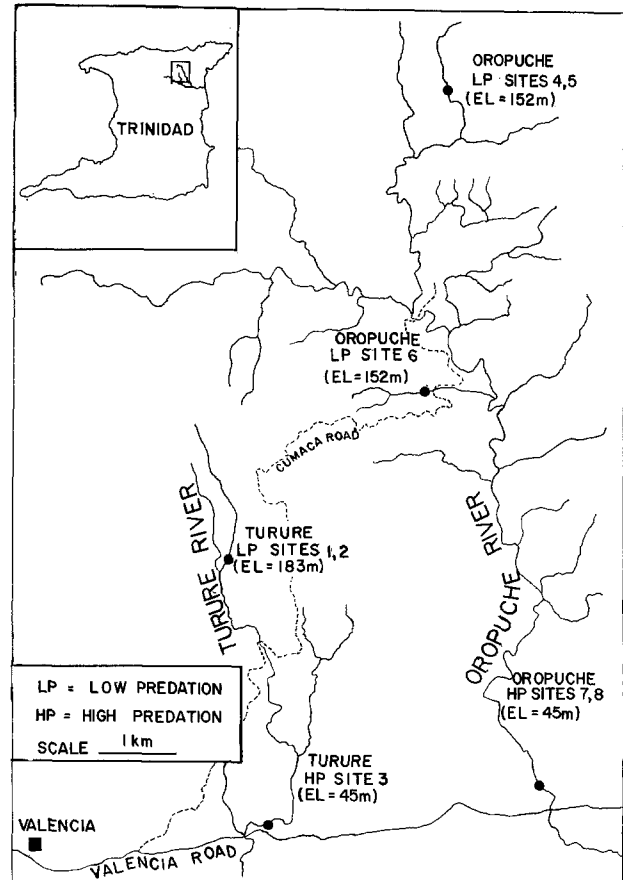 TRINIDAD
OROPUCHE
LP SITES 4,5
(EL=152m)
OROPUCHE
LP SITE 6
(EL=152m)
CUMACA ROAD
TURURE RIVER
TURURE
LP SITES 1,2
(EL=183m)
OROPUCHE RIVER
OROPUCHE
HP SITES 7,8
(EL=45m)
LP = LOW PREDATION
HP = HIGH PREDATION
SCALE 1km
TURURE
HP SITE 3
(EL=45m)
VALENCIA
VALENCIA ROAD